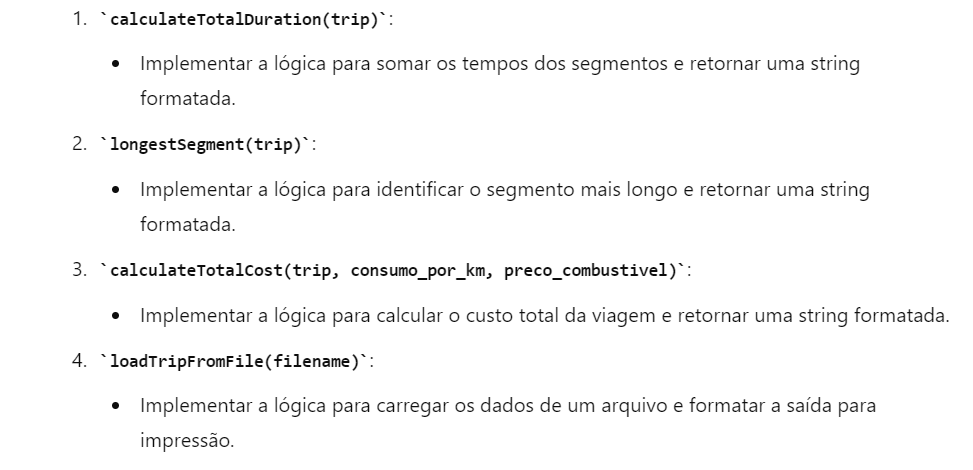 1. `calculateTotalDuration(trip)`:
• Implementar a lógica para somar os tempos dos segmentos e retornar uma string
formatada.
2. `longestSegment(trip)`:
• Implementar a lógica para identificar o segmento mais longo e retornar uma string
formatada.
3. `calculateTotalCost(trip, consumo_por_km, preco_combustivel)`:
• Implementar a lógica para calcular o custo total da viagem e retornar uma string formatada.
4. `loadTripFromFile(filename)`:
• Implementar a lógica para carregar os dados de um arquivo e formatar a saída para
impressão.